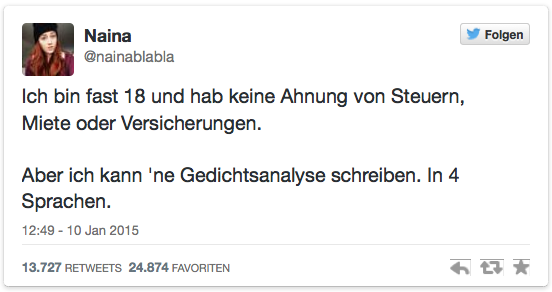 Naina
@nainablabla
Folgen
Ich bin fast 18 und hab keine Ahnung von Steuern,
Miete oder Versicherungen.
Aber ich kann 'ne Gedichtsanalyse schreiben. In 4
Sprachen.
12:49 - 10 Jan 2015
13.727 RETWEETS 24.874 FAVORITEN